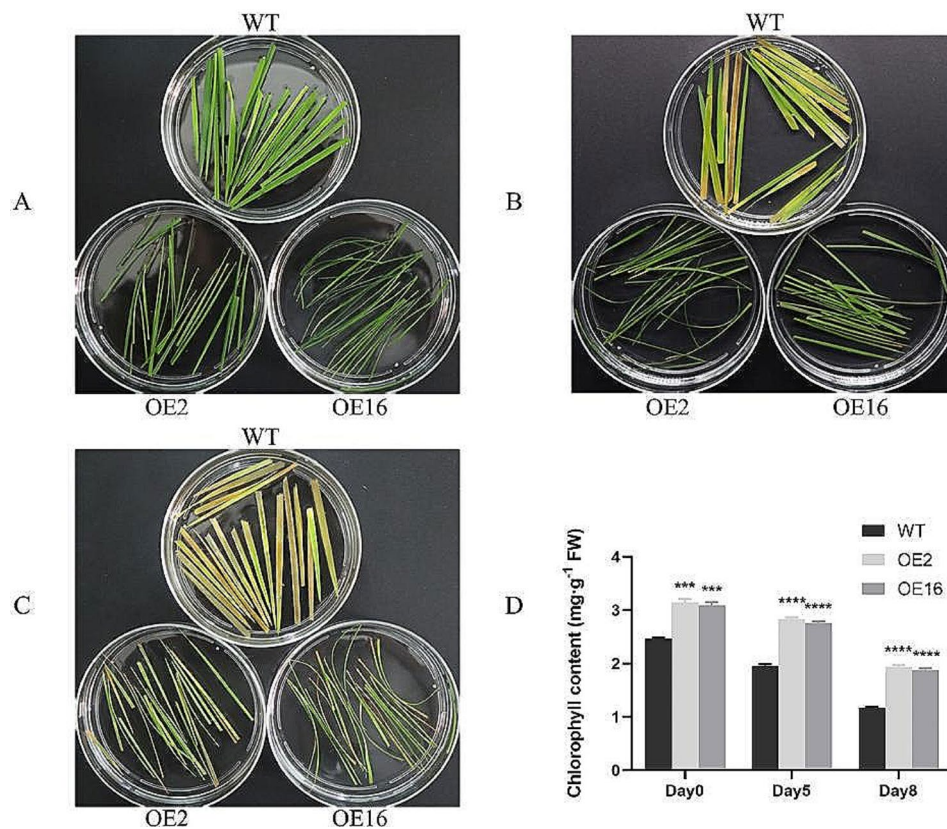 WT
A
OE2 OE16
WT
B
OE2 OE16
WT
C
OE2 OE16
D
Chlorophyll content (mg·g⁻¹ FW)
WT
OE2
OE16
4
3
2
1
0
*** ***
**** ****
**** ****
Day0 Day5 Day8